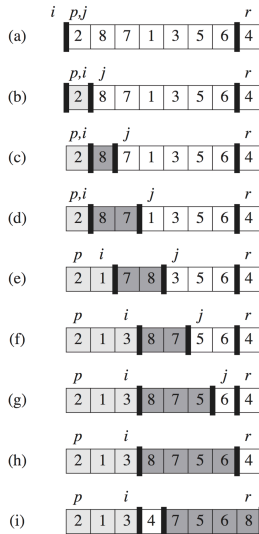 i p,j r
(a) 2 8 7 1 3 5 6 4
p,i j r
(b) 2 8 7 1 3 5 6 4
p,i j r
(c) 2 8 7 1 3 5 6 4
p,i j r
(d) 2 8 7 1 3 5 6 4
p i j r
(e) 2 1 7 8 3 5 6 4
p i j r
(f) 2 1 3 8 7 5 6 4
p i j r
(g) 2 1 3 8 7 5 6 4
p i r
(h) 2 1 3 8 7 5 6 4
p i r
(i) 2 1 3 4 7 5 6 8